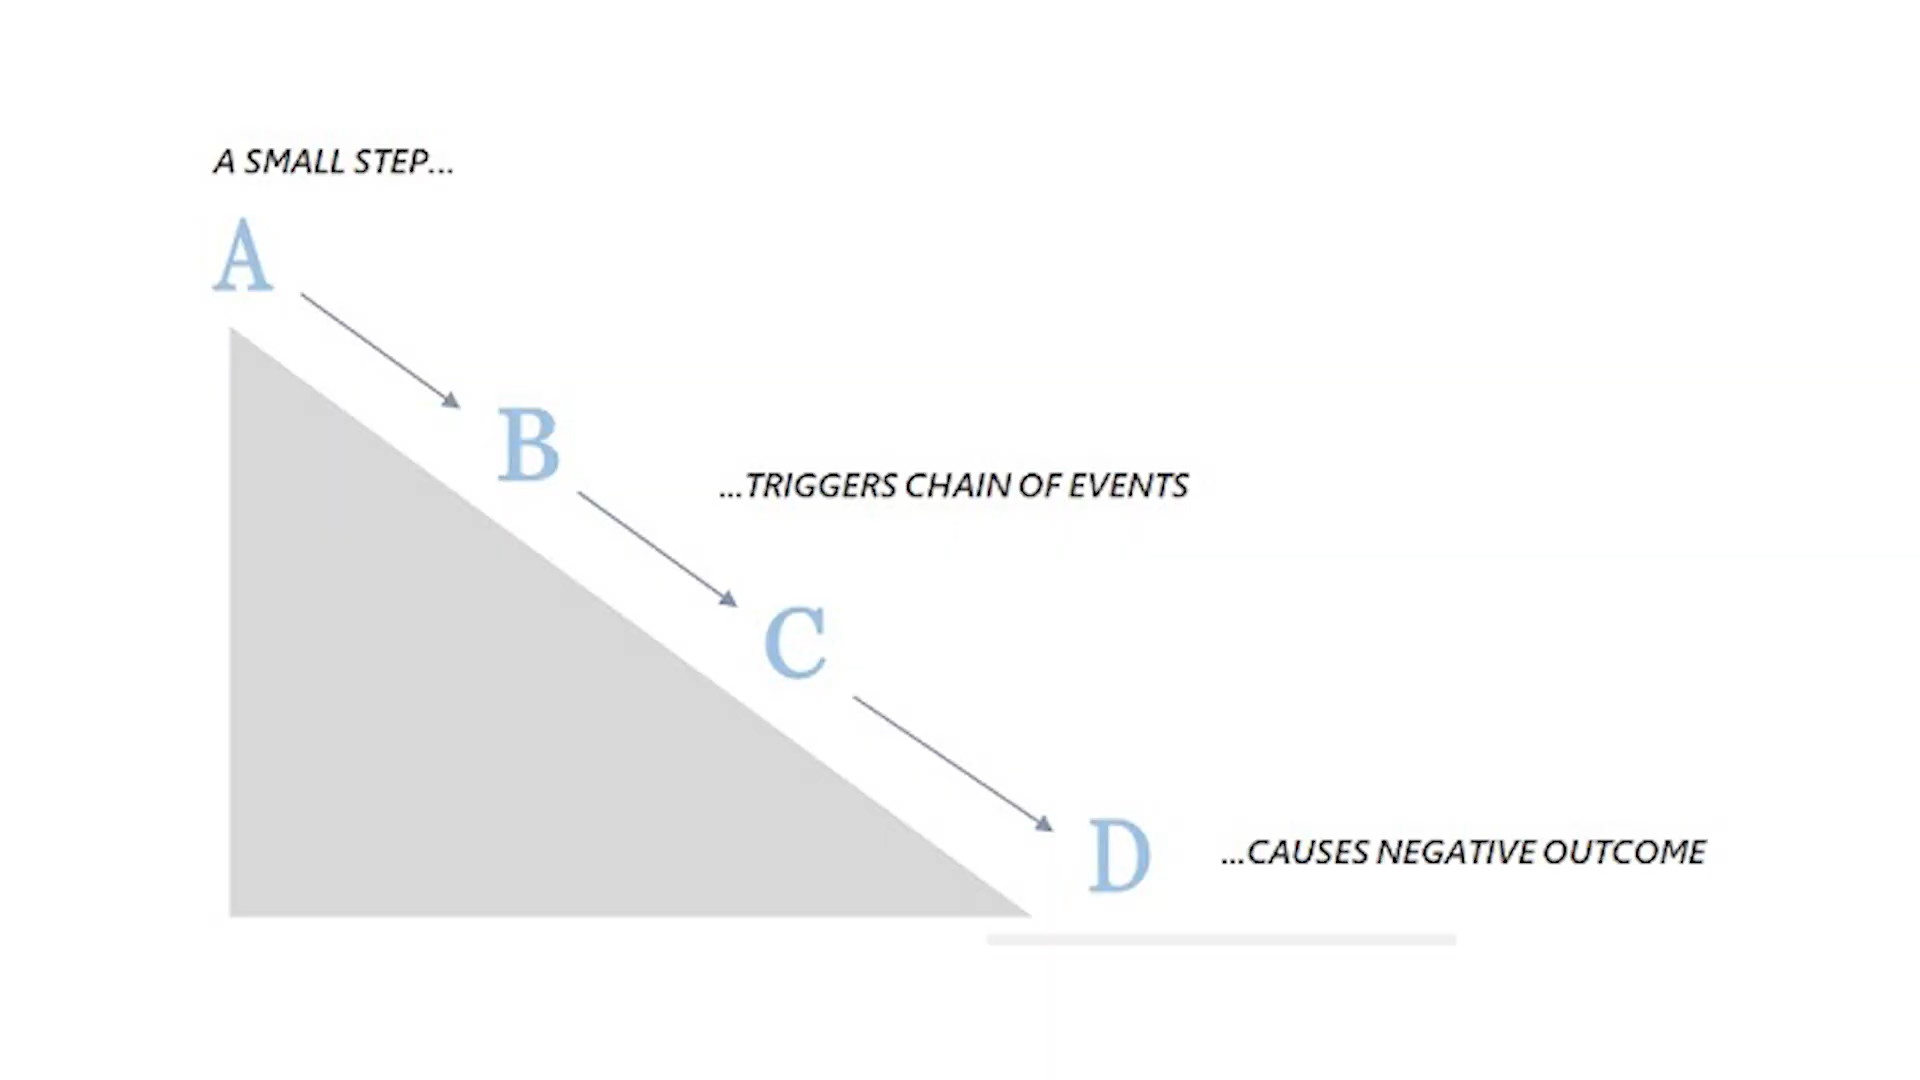 A SMALL STEP...
A
B
...TRIGGERS CHAIN OF EVENTS
C
D
...CAUSES NEGATIVE OUTCOME